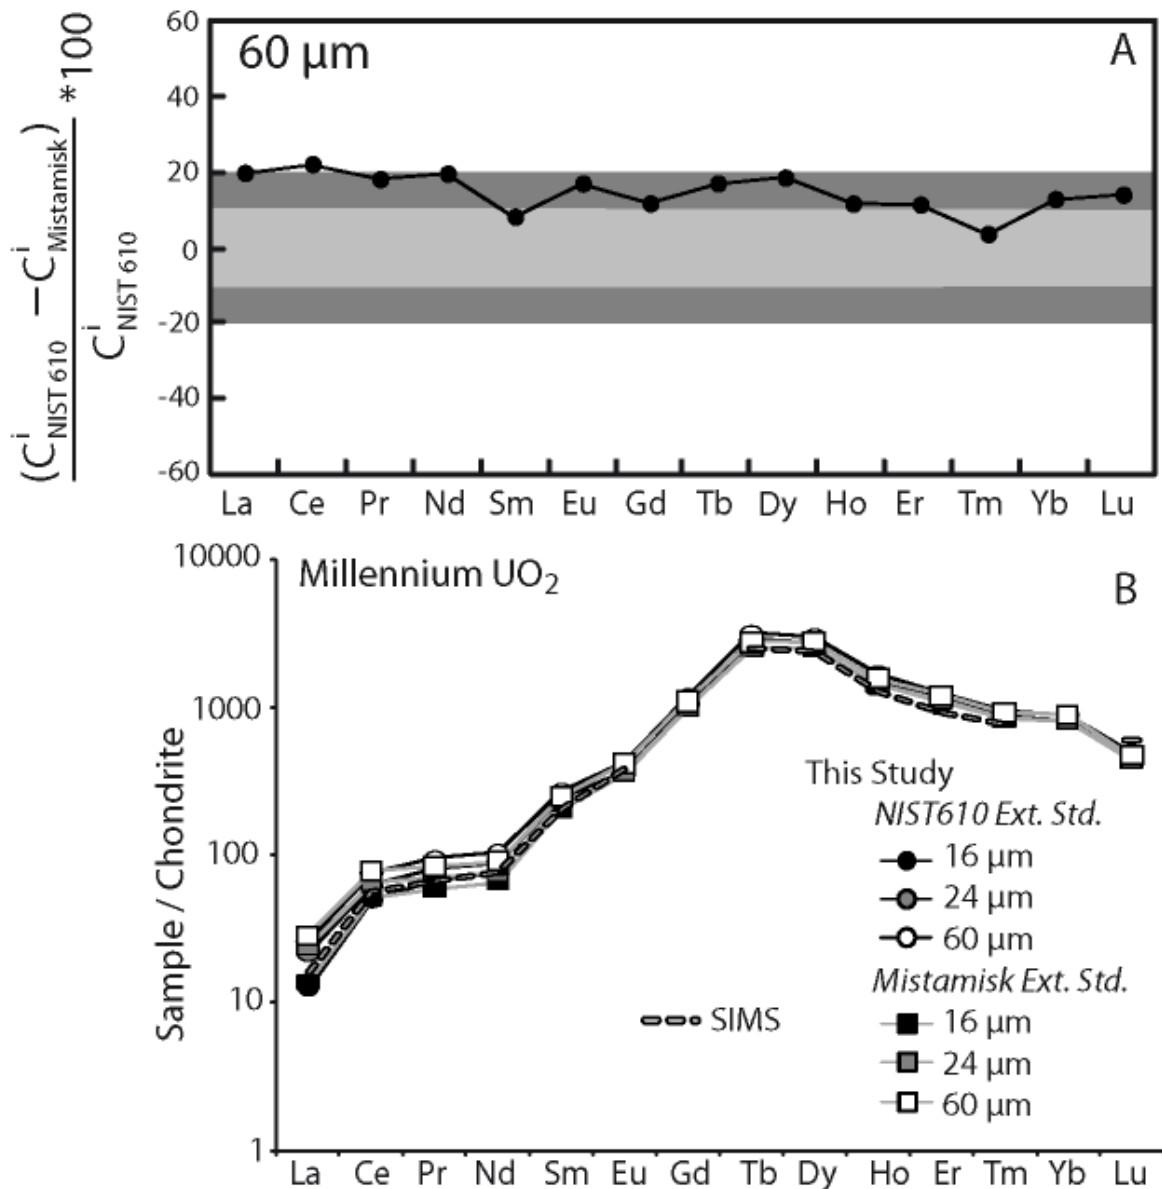 60 μm
A
(C^i_NIST 610 – C^i_Mistamisk) *100
C^i_NIST 610
60
40
20
0
-20
-40
-60
La Ce Pr Nd Sm Eu Gd Tb Dy Ho Er Tm Yb Lu
Millennium UO₂
B
Sample / Chondrite
10000
1000
100
10
1
This Study
NIST610 Ext. Std.
16 μm
24 μm
60 μm
Mistamisk Ext. Std.
SIMS
16 μm
24 μm
60 μm
La Ce Pr Nd Sm Eu Gd Tb Dy Ho Er Tm Yb Lu